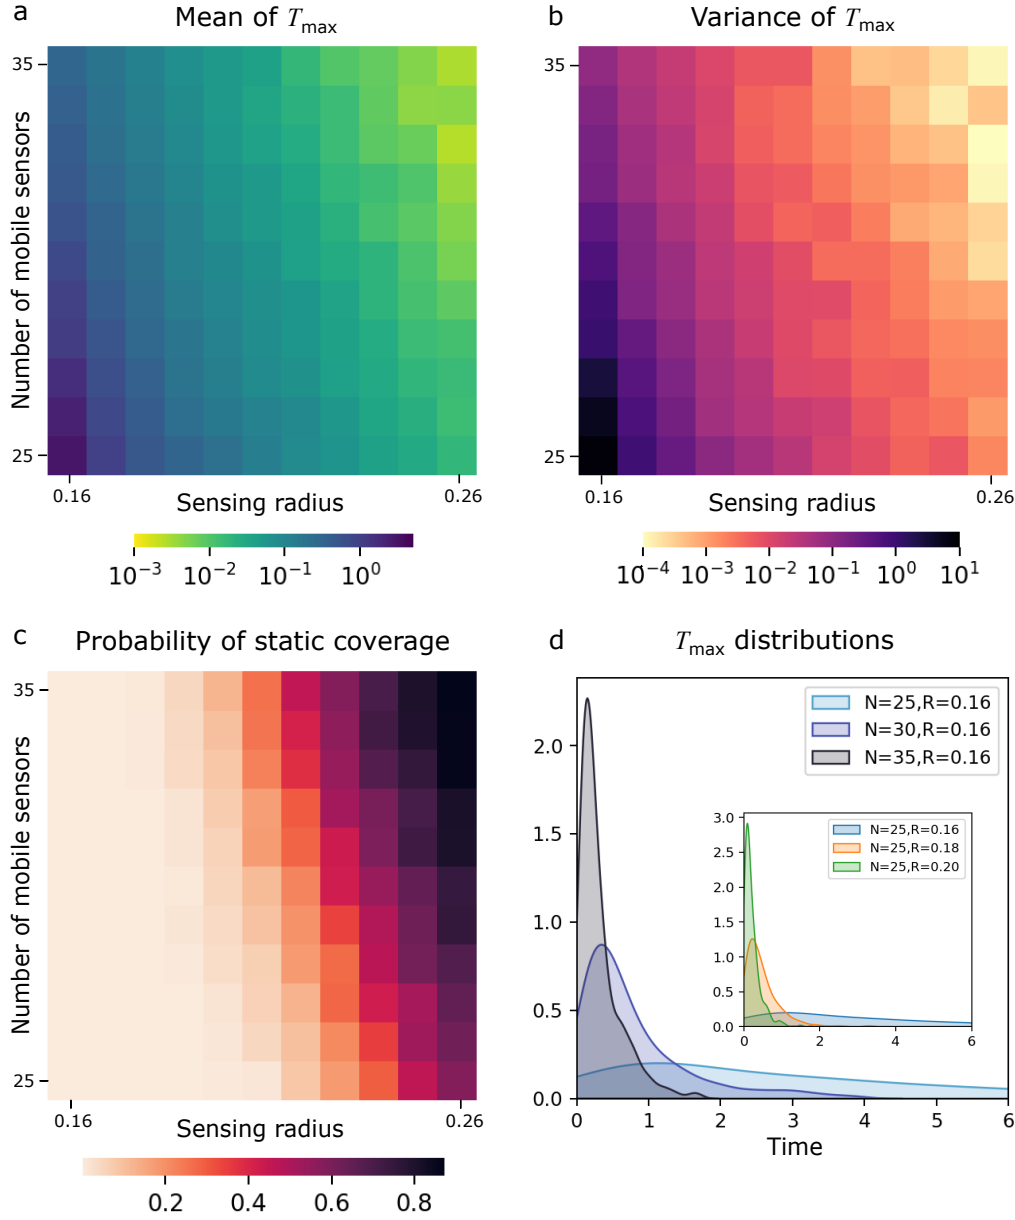 a
Mean of T_max
35
25
Number of mobile sensors
0.16
0.26
Sensing radius
10^-3 10^-2 10^-1 10^0
b
Variance of T_max
35
25
0.16
0.26
Sensing radius
10^-4 10^-3 10^-2 10^-1 10^0 10^1
c
Probability of static coverage
35
25
Number of mobile sensors
0.16
0.26
Sensing radius
0.2 0.4 0.6 0.8
d
T_max distributions
N=25,R=0.16
N=30,R=0.16
N=35,R=0.16
2.0
1.5
1.0
0.5
0.0
0 1 2 3 4 5 6
Time
3.0
2.5
2.0
1.5
1.0
0.5
0.0
0 2 4 6
N=25,R=0.16
N=25,R=0.18
N=25,R=0.20